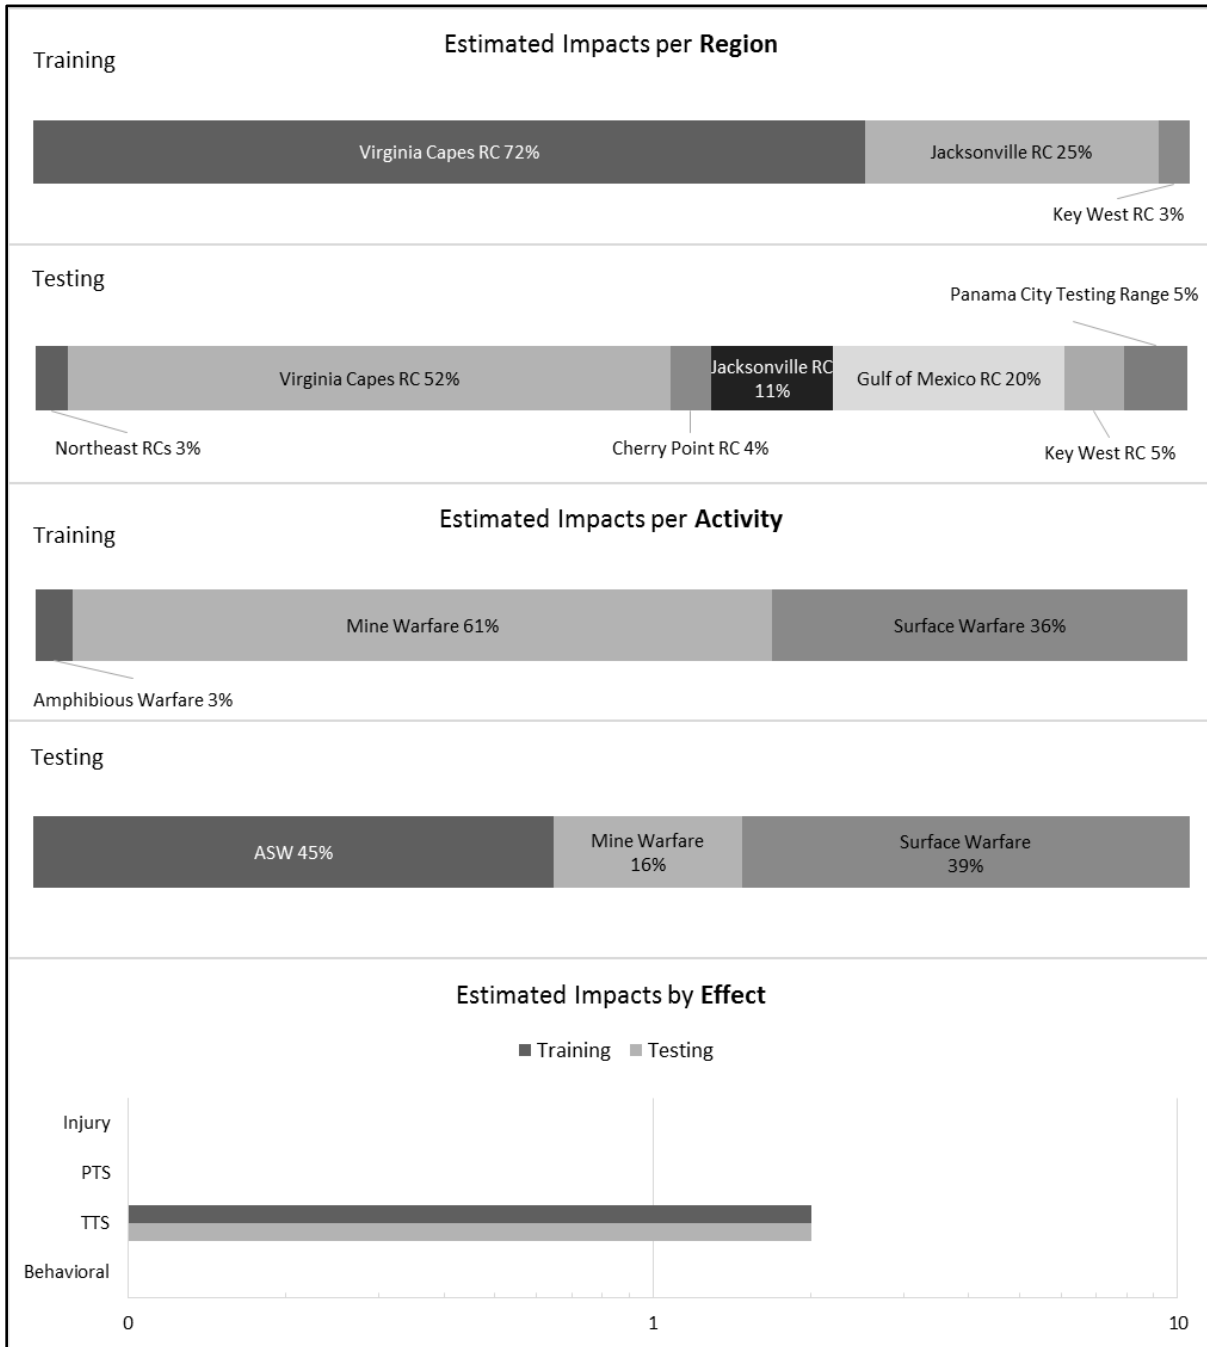 Estimated Impacts per Region
Training
Virginia Capes RC 72%
Jacksonville RC 25%
Key West RC 3%
Testing
Panama City Testing Range 5%
Virginia Capes RC 52%
Jacksonville RC
11%
Gulf of Mexico RC 20%
Northeast RCs 3%
Cherry Point RC 4%
Key West RC 5%
Estimated Impacts per Activity
Training
Mine Warfare 61%
Surface Warfare 36%
Amphibious Warfare 3%
Testing
ASW 45%
Mine Warfare
16%
Surface Warfare
39%
Estimated Impacts by Effect
Training
Testing
Injury
PTS
TTS
Behavioral
0
1
10